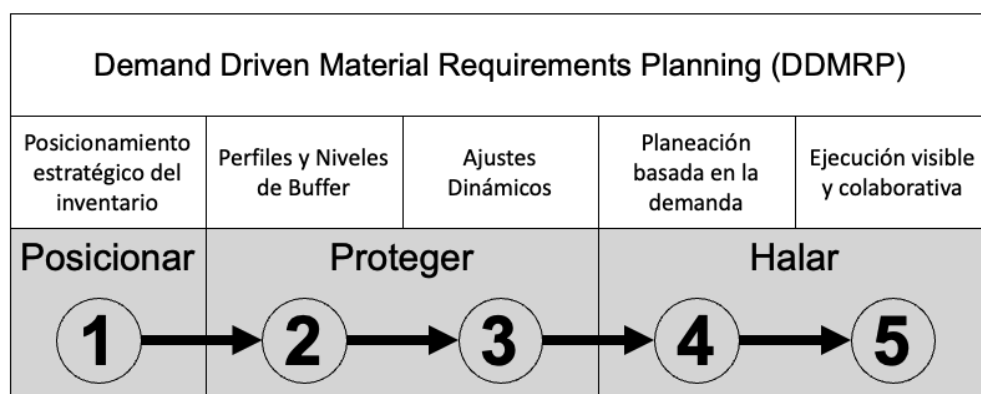 Demand Driven Material Requirements Planning (DDMRP)
Posicionamiento
estratégico del
inventario
Perfiles y Niveles
de Buffer
Ajustes
Dinámicos
Planeación
basada en la
demanda
Ejecución visible
y colaborativa
Posicionar
Proteger
Halar
1
2
3
4
5